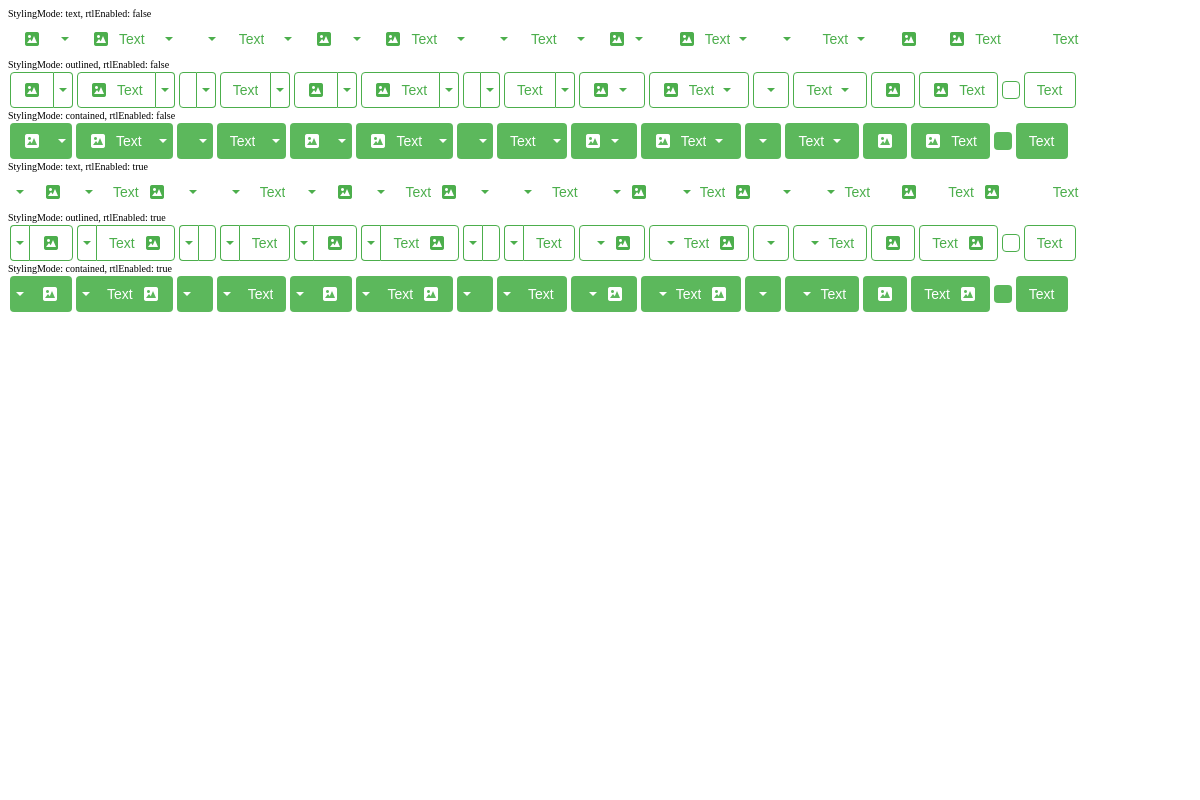 StylingMode: text, rtlEnabled: false
Text Text Text Text Text Text Text Text
StylingMode: outlined, rtlEnabled: false
Text Text Text Text Text Text Text Text
StylingMode: contained, rtlEnabled: false
Text Text Text Text Text Text Text Text
StylingMode: text, rtlEnabled: true
Text Text Text Text Text Text Text Text
StylingMode: outlined, rtlEnabled: true
Text Text Text Text Text Text Text Text
StylingMode: contained, rtlEnabled: true
Text Text Text Text Text Text Text Text